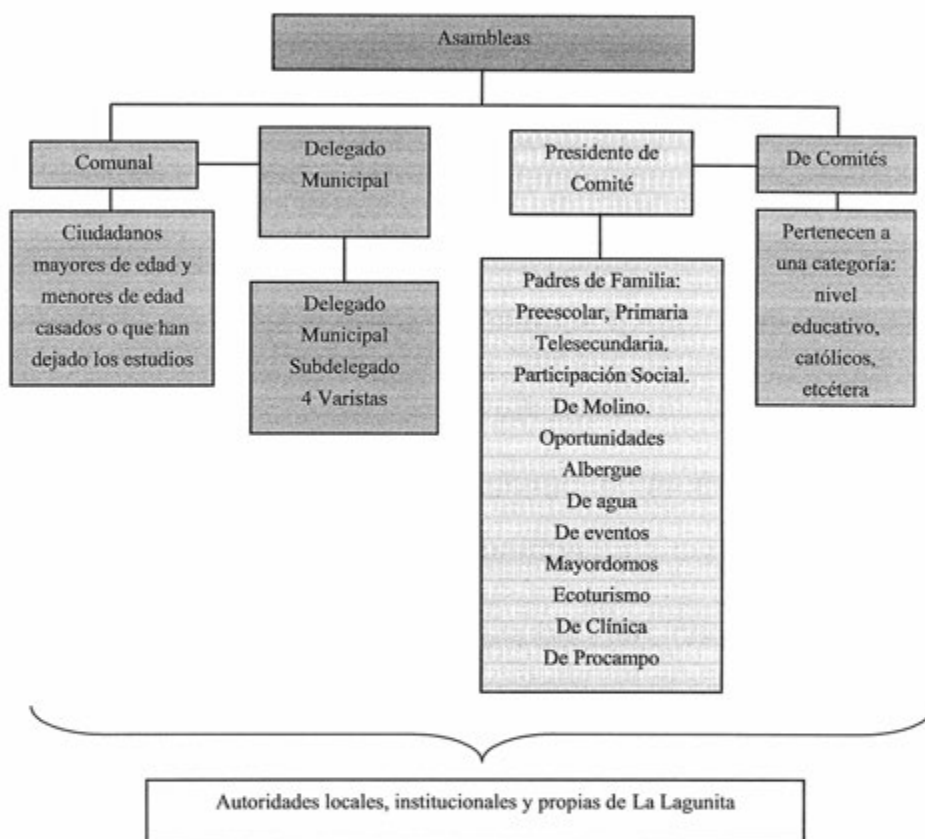 Asambleas
Comunal
Delegado
Municipal
Presidente de
Comité
De Comités
Ciudadanos
mayores de edad y
menores de edad
casados o que han
dejado los estudios
Delegado
Municipal
Subdelegado
4 Varistas
Padres de Familia:
Preescolar, Primaria
Telesecundaria.
Participación Social.
De Molino.
Oportunidades
Albergue
De agua
De eventos
Mayordomos
Ecoturismo
De Clínica
De Procampo
Pertenecen a
una categoría:
nivel
educativo,
católicos,
etcétera
Autoridades locales, institucionales y propias de La Lagunita